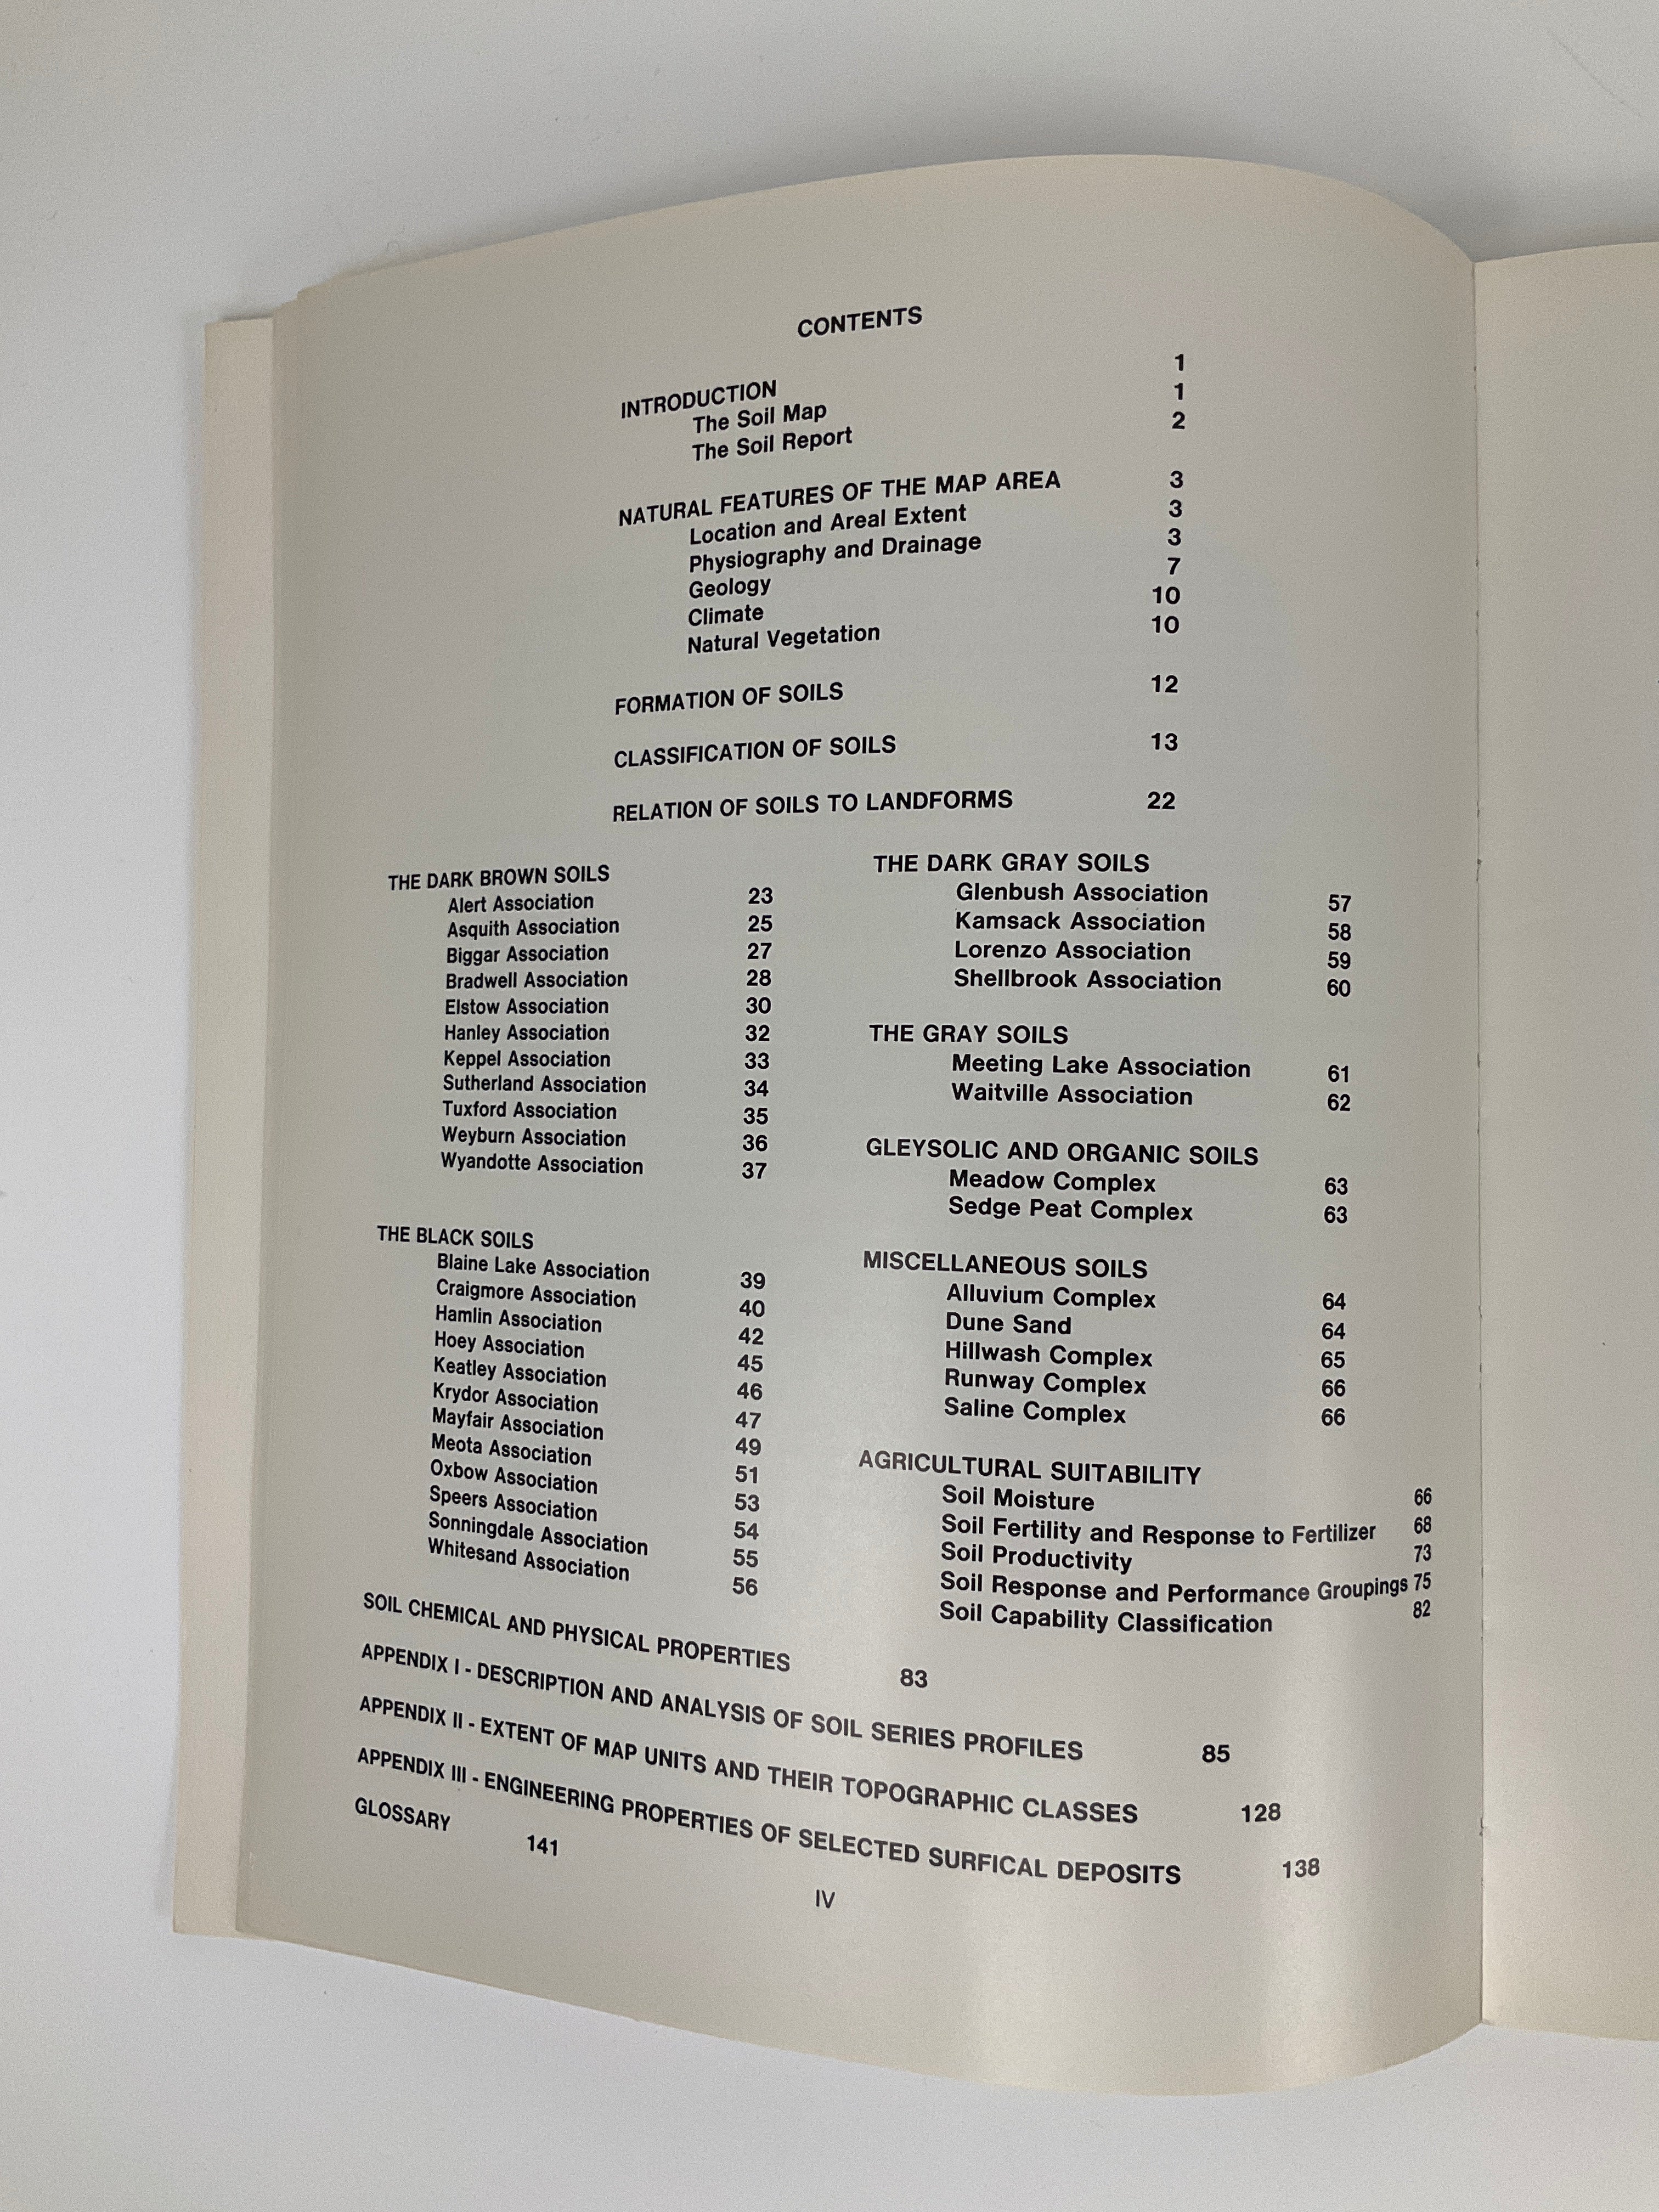 CONTENTS
INTRODUCTION 1
The Soil Map 1
The Soil Report 2
NATURAL FEATURES OF THE MAP AREA 3
Location and Areal Extent 3
Physiography and Drainage 3
Geology 7
Climate 10
Natural Vegetation 10
FORMATION OF SOILS 12
CLASSIFICATION OF SOILS 13
RELATION OF SOILS TO LANDFORMS 22
THE DARK BROWN SOILS
Alert Association 23
Asquith Association 25
Biggar Association 27
Bradwell Association 28
Elstow Association 30
Hanley Association 32
Keppel Association 33
Sutherland Association 34
Tuxford Association 35
Weyburn Association 36
Wyandotte Association 37
THE BLACK SOILS
Blaine Lake Association 39
Craigmore Association 40
Hamlin Association 42
Hoey Association 45
Keatley Association 46
Krydor Association 47
Mayfair Association 49
Meota Association 51
Oxbow Association 53
Speers Association 54
Sonningdale Association 55
Whitesand Association 56
THE DARK GRAY SOILS
Glenbush Association 57
Kamsack Association 58
Lorenzo Association 59
Shellbrook Association 60
THE GRAY SOILS
Meeting Lake Association 61
Waitville Association 62
GLEYSOLIC AND ORGANIC SOILS
Meadow Complex 63
Sedge Peat Complex 63
MISCELLANEOUS SOILS
Alluvium Complex 64
Dune Sand 64
Hillwash Complex 65
Runway Complex 66
Saline Complex 66
AGRICULTURAL SUITABILITY
Soil Moisture 66
Soil Fertility and Response to Fertilizer 68
Soil Productivity 73
Soil Response and Performance Groupings 75
Soil Capability Classification 82
SOIL CHEMICAL AND PHYSICAL PROPERTIES 83
APPENDIX I - DESCRIPTION AND ANALYSIS OF SOIL SERIES PROFILES 85
APPENDIX II - EXTENT OF MAP UNITS AND THEIR TOPOGRAPHIC CLASSES 128
APPENDIX III - ENGINEERING PROPERTIES OF SELECTED SURFICAL DEPOSITS 138
GLOSSARY 141
IV